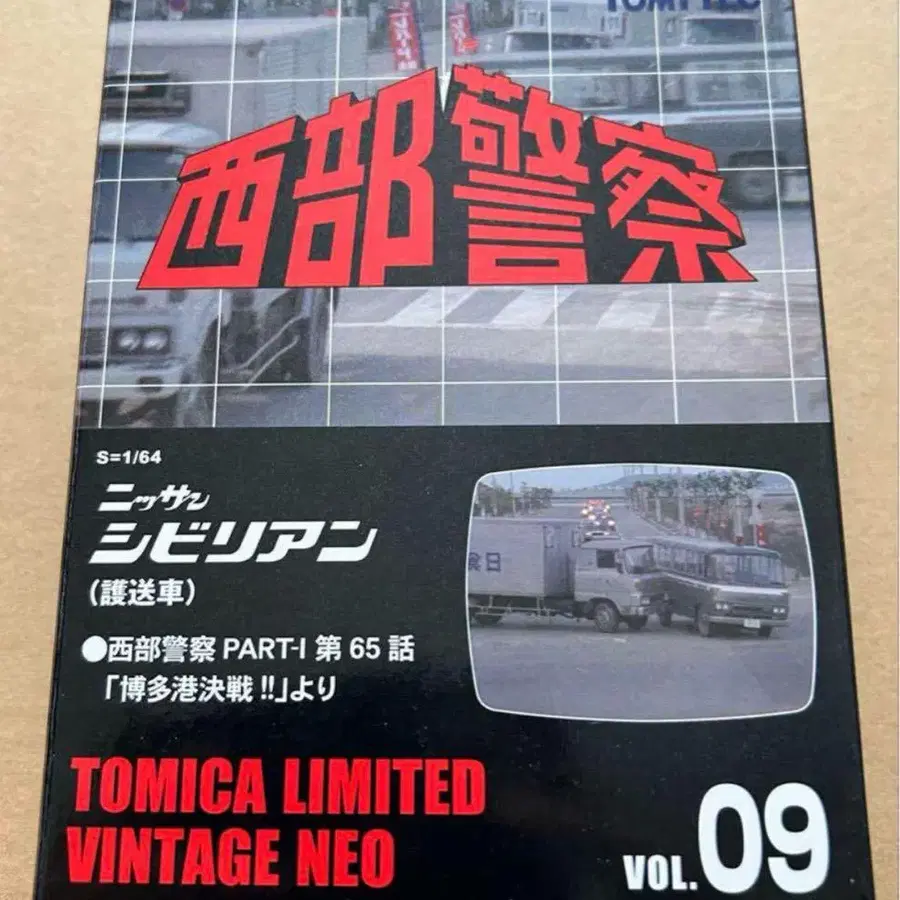 TOMYTEC
西部警察
S=1/64
ニッサン
シビリアン
(護送車)
●西部警察 PART-I 第 65 話
「博多港決戦!!」より
TOMICA LIMITED
VINTAGE NEO
VOL.09